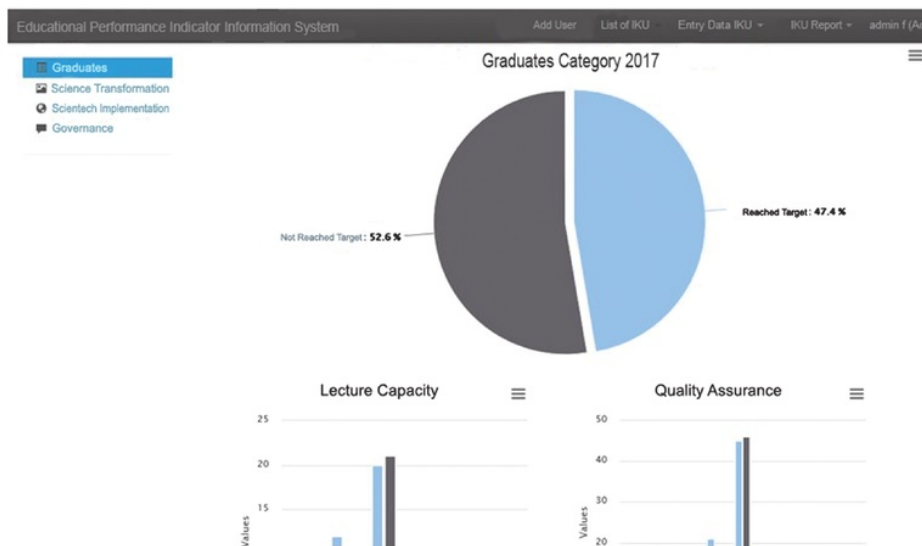 Educational Performance Indicator Information System Add User List of IKU Entry Data IKU IKU Report admin f (Ad
Graduates
Science Transformation
Scientech Implementation
Governance
Graduates Category 2017
Reached Target: 47.4 %
Not Reached Target: 52.6 %
Lecture Capacity
25
20
15
Values
Quality Assurance
50
40
30
20
Values